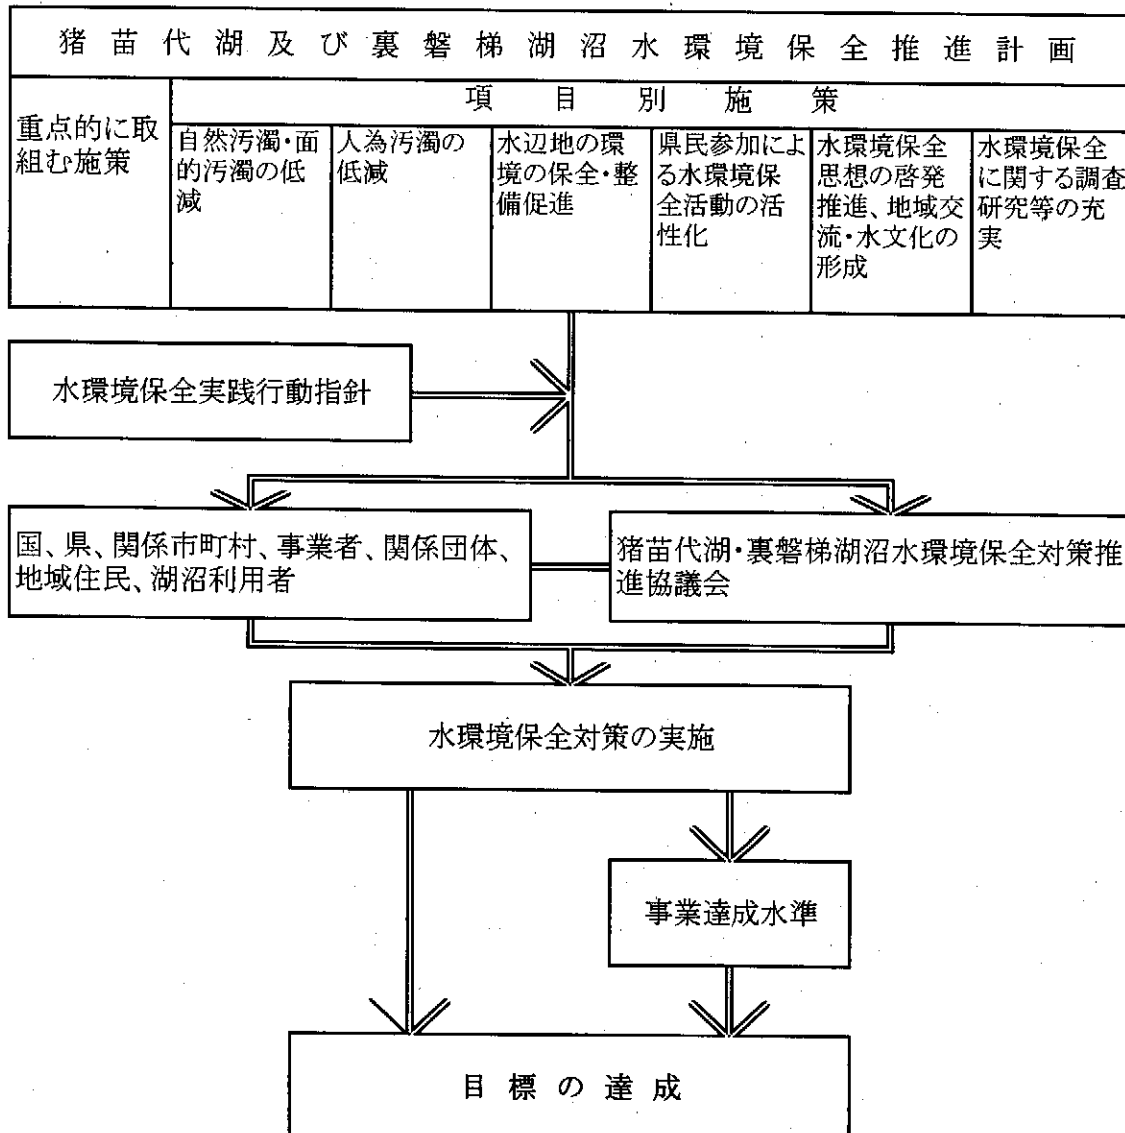 猪苗代湖及び裏磐梯湖沼水環境保全推進計画
重点的に取
組む施策
項目別施策
自然汚濁・面
的汚濁の低
減
人為汚濁の
低減
水辺地の環
境の保全・整
備促進
県民参加によ
る水環境保
全活動の活
性化
水環境保全
思想の啓発
推進、地域交
流・水文化の
形成
水環境保全
に関する調査
研究等の充
実
水環境保全実践行動指針
国、県、関係市町村、事業者、関係団体、
地域住民、湖沼利用者
猪苗代湖・裏磐梯湖沼水環境保全対策推
進協議会
水環境保全対策の実施
事業達成水準
目標の達成